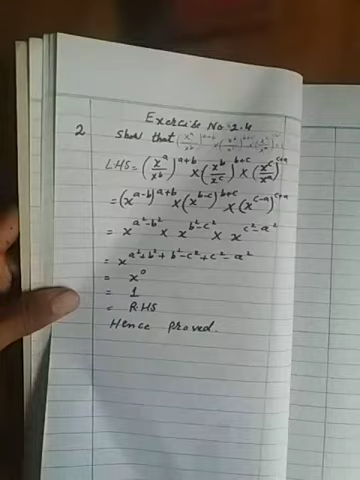 Exercise No 2.4
2 Show that (x^a/x^b)^a+b × (x^b/x^c)^b+c × (x^c/x^a)^c+a
LHS = (x^a/x^b)^a+b × (x^b/x^c)^b+c × (x^c/x^a)^c+a
= (x^a-b)^a+b × (x^b-c)^b+c × (x^c-a)^c+a
= x^a²-b² × x^b²-c² × x^c²-a²
= x^a²-b²+b²-c²+c²-a²
= x^0
= 1
= RHS
Hence proved.